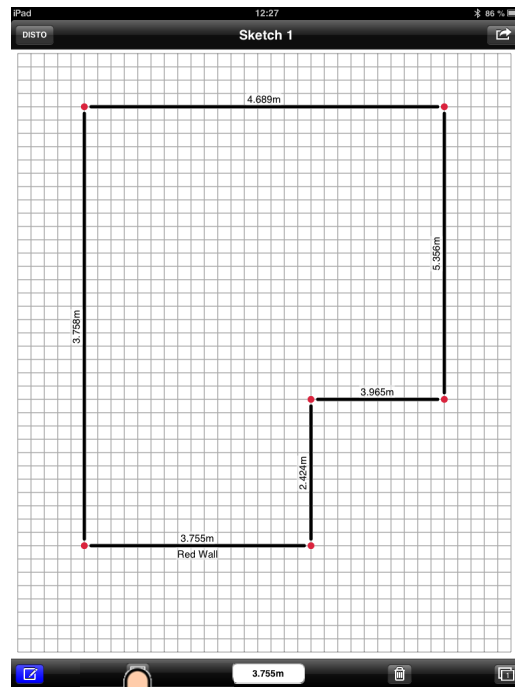 iPad 12:27 86 %
DISTO Sketch 1
4.689m
5.356m
3.758m
3.965m
2.424m
3.755m
Red Wall
3.755m
1